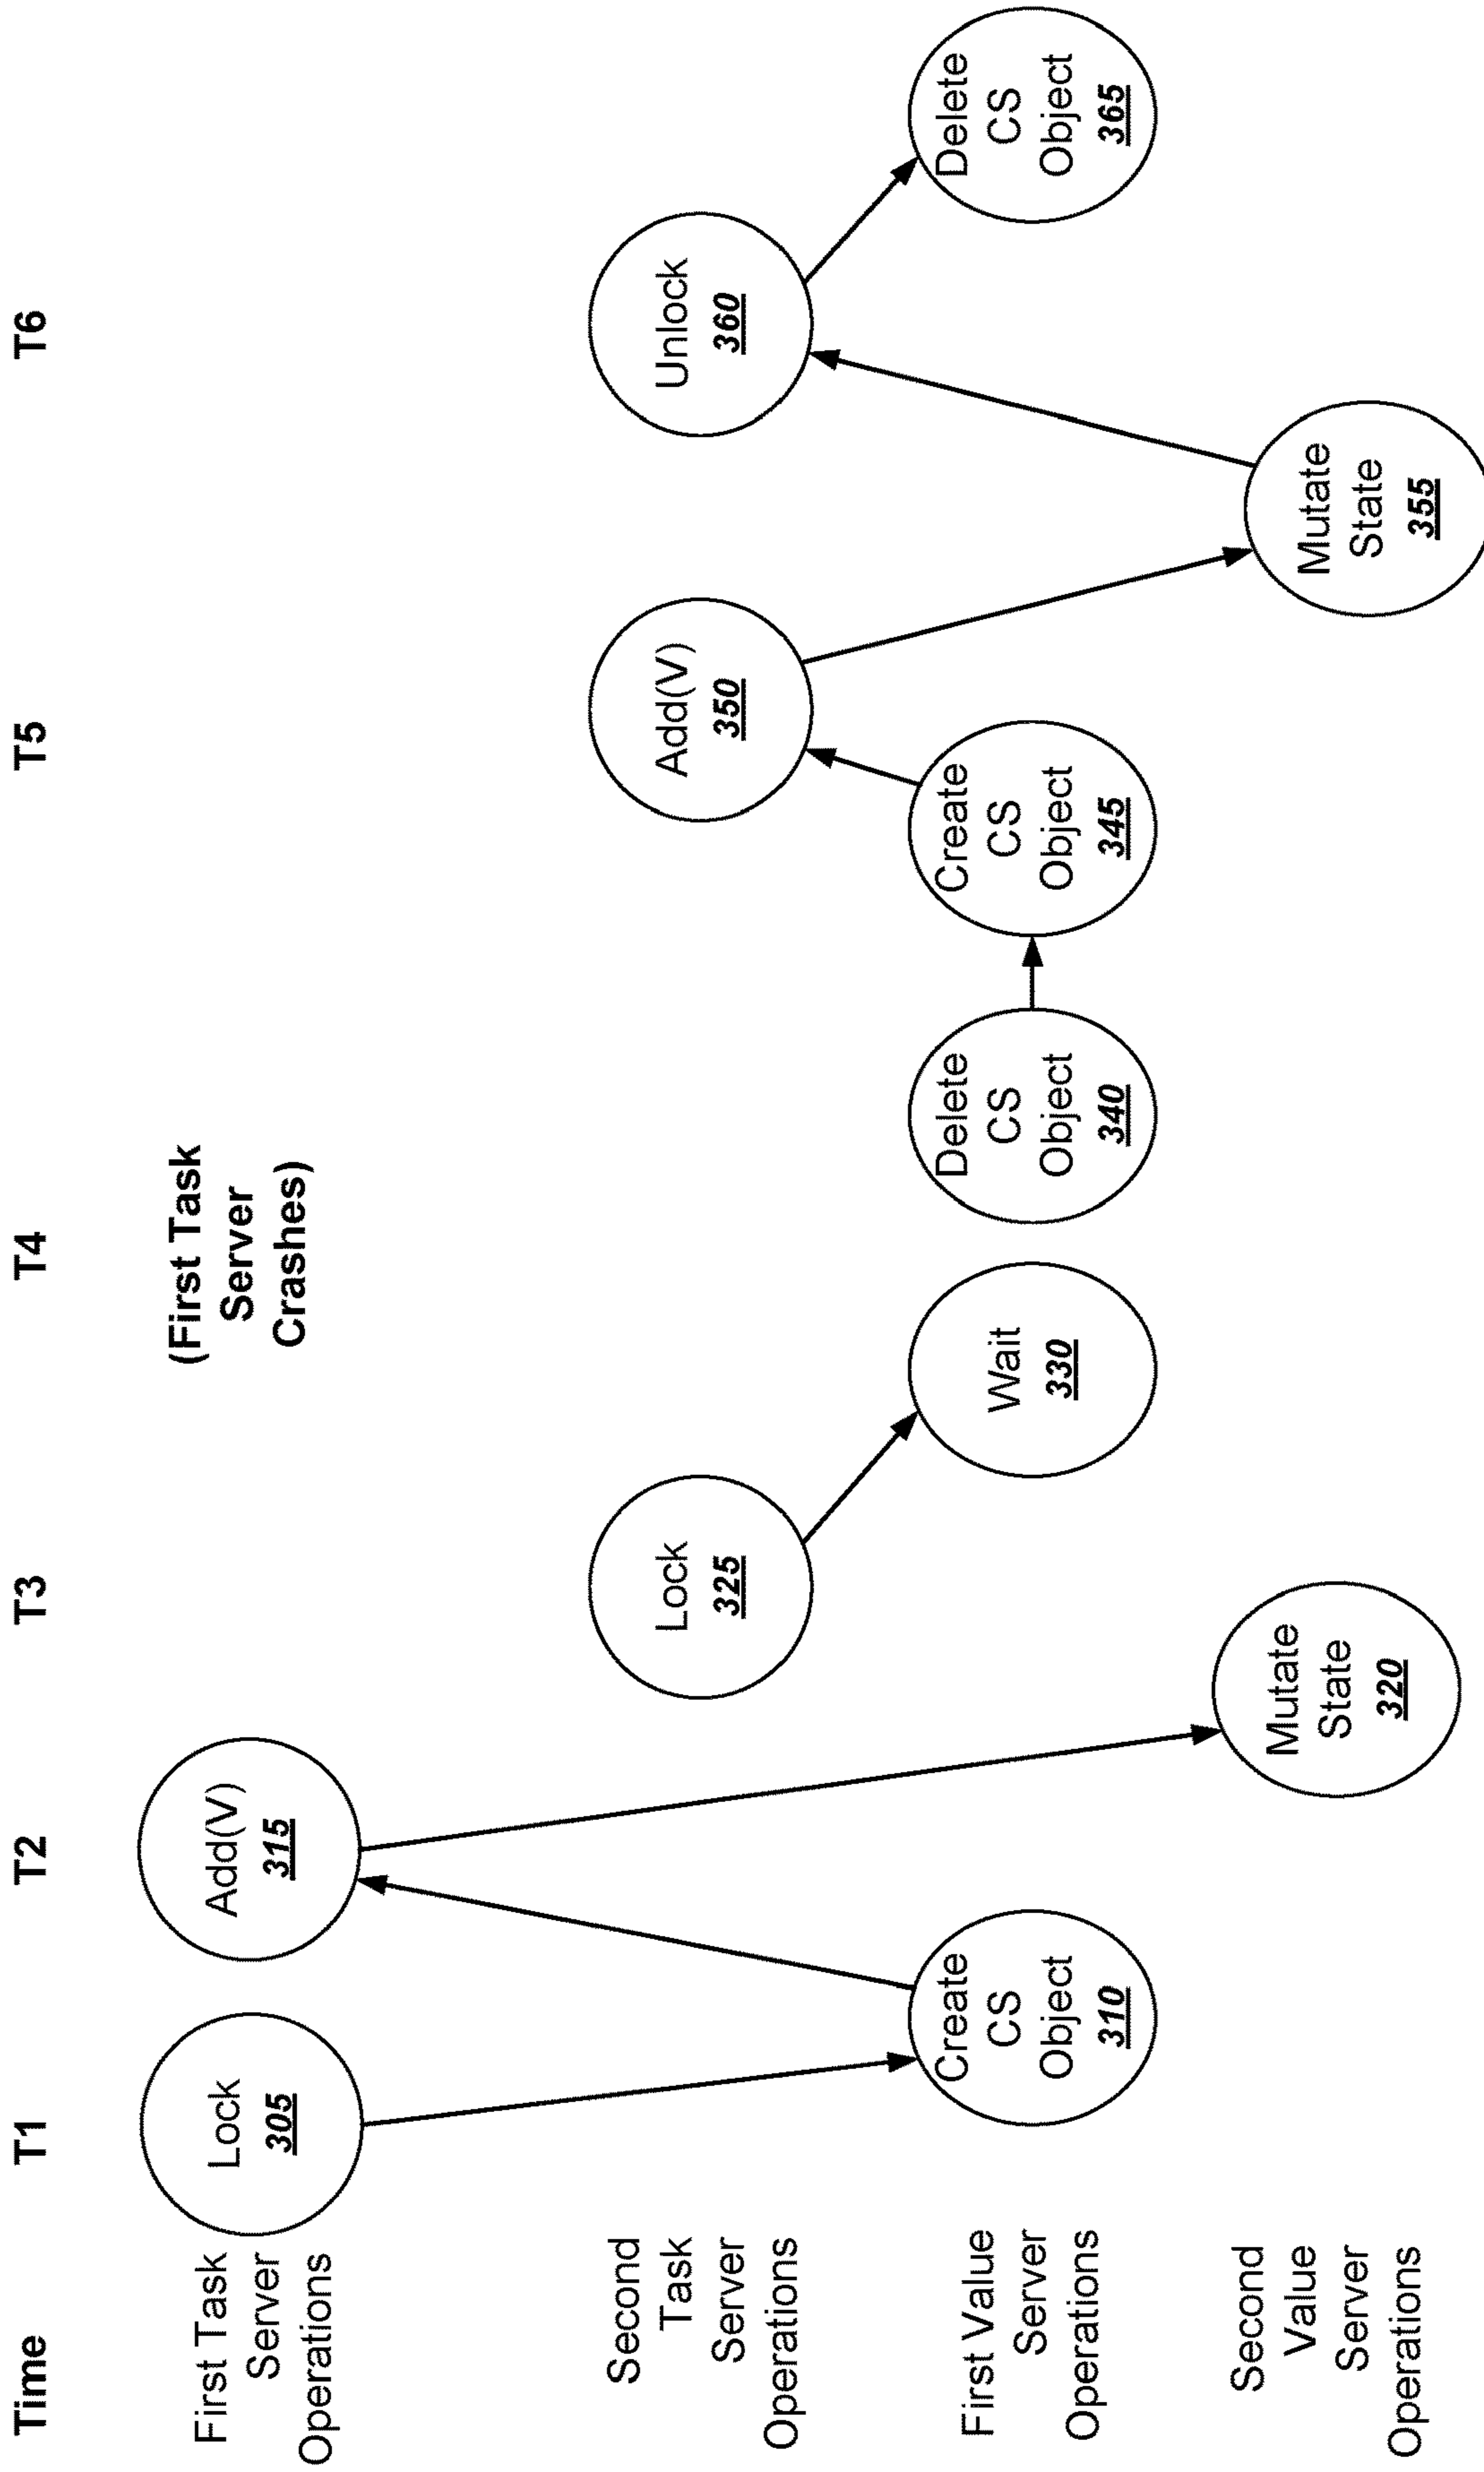 Time
T1
T2
T3
T4
T5
T6
First Task
Server
Operations
Lock
305
Add(V)
315
(First Task
Server
Crashes)
Second
Task
Server
Operations
Lock
325
Add(V)
350
Unlock
360
First Value
Server
Operations
Create
CS
Object
310
Wait
330
Delete
CS
Object
340
Create
CS
Object
345
Delete
CS
Object
365
Second
Value
Server
Operations
Mutate
State
320
Mutate
State
355